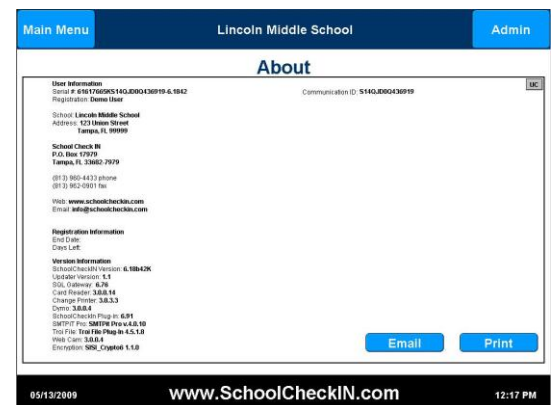 Main Menu
Lincoln Middle School
Admin
About
UC
User Information
Serial #: 61617665KS14QJD0Q436919-6.1842
Communication ID: S14QJD0Q436919
Registration: Demo User
School: Lincoln Middle School
Address: 123 Union Street
Tampa, FL 99999
School Check IN
P.O. Box 17979
Tampa, FL 33682-7979
(813) 960-4433 phone
(813) 962-0901 fax
Web: www.schoolcheckin.com
Email: info@schoolcheckin.com
Registration Information
End Date:
Days Left:
Version Information
SchoolCheckIN Version: 6.18b42K
Updater Version: 1.1
SQL Gateway: 6.76
Card Reader: 3.0.0.14
Change Printer: 3.0.3.3
Dymo: 3.0.0.4
SchoolCheckIn Plug-In: 6.91
SMTPIT Pro: SMTPit Pro v.4.0.10
Troi File: Troi File Plug-In 4.5.1.0
Web Cam: 3.0.0.4
Encryption: SISI_Crypto6 1.1.0
Email
Print
05/13/2009
www.SchoolCheckIN.com
12:17 PM